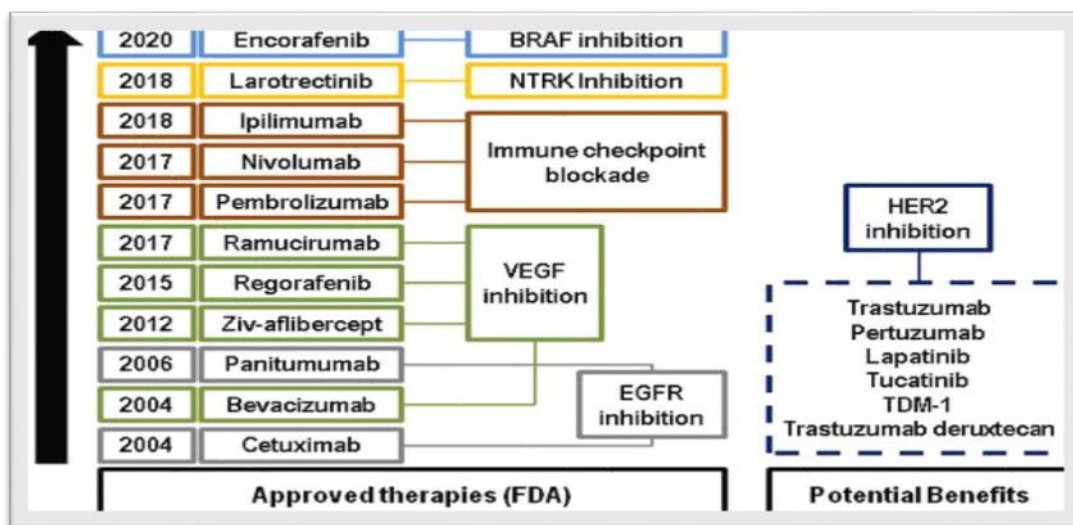 2020 Encorafenib BRAF inhibition
2018 Larotrectinib NTRK Inhibition
2018 Ipilimumab
2017 Nivolumab
Immune checkpoint
blockade
2017 Pembrolizumab
HER2
inhibition
2017 Ramucirumab
2015 Regorafenib
VEGF
inhibition
2012 Ziv-aflibercept
2006 Panitumumab
2004 Bevacizumab
EGFR
inhibition
2004 Cetuximab
Trastuzumab
Pertuzumab
Lapatinib
Tucatinib
TDM-1
Trastuzumab deruxtecan
Approved therapies (FDA)
Potential Benefits